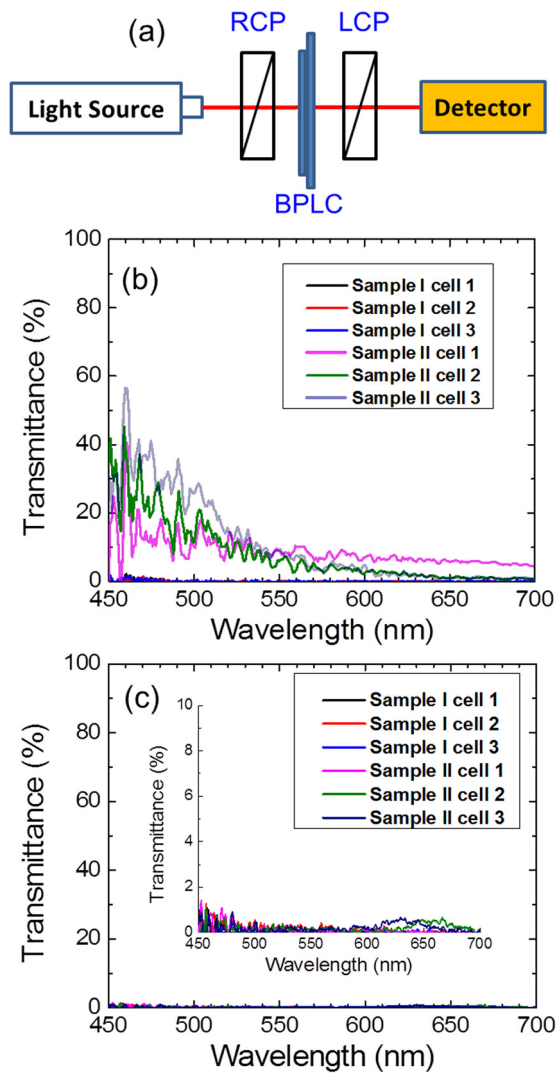 (a)
RCP
LCP
Light Source
Detector
BPLC
(b)
Transmittance (%)
100
80
60
40
20
0
Sample I cell 1
Sample I cell 2
Sample I cell 3
Sample II cell 1
Sample II cell 2
Sample II cell 3
450 500 550 600 650 700
Wavelength (nm)
(c)
Transmittance (%)
100
80
60
40
20
0
Sample I cell 1
Sample I cell 2
Sample I cell 3
Sample II cell 1
Sample II cell 2
Sample II cell 3
Transmittance (%)
10
8
6
4
2
0
450 500 550 600 650 700
Wavelength (nm)
450 500 550 600 650 700
Wavelength (nm)